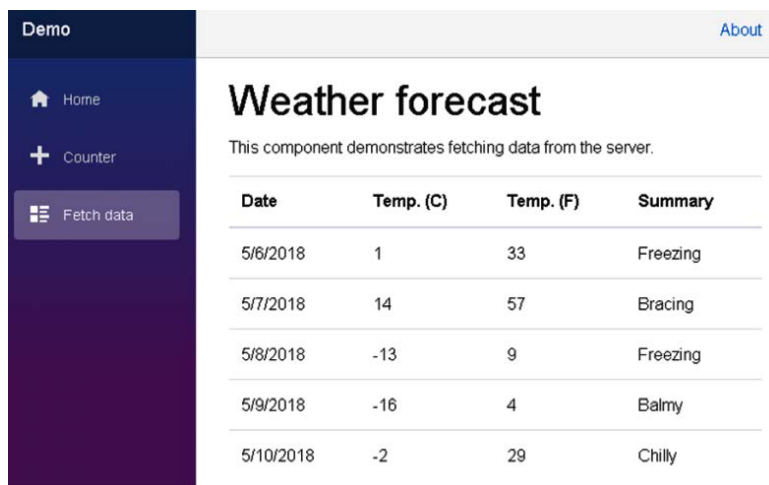 Demo
About
Home
Counter
Fetch data
Weather forecast
This component demonstrates fetching data from the server.
Date Temp. (C) Temp. (F) Summary
5/6/2018 1 33 Freezing
5/7/2018 14 57 Bracing
5/8/2018 -13 9 Freezing
5/9/2018 -16 4 Balmy
5/10/2018 -2 29 Chilly